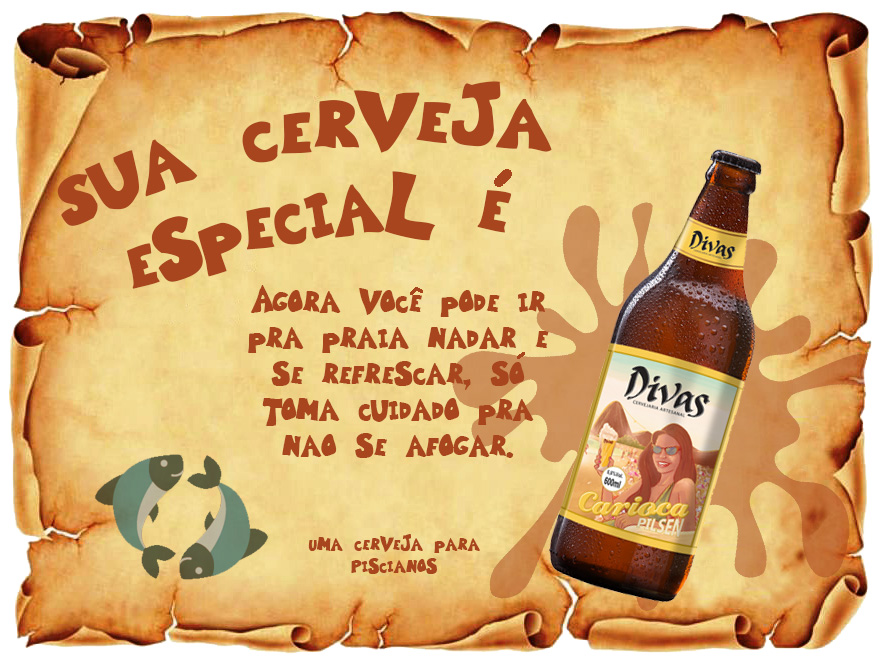 SUA CERVEJA
ESPECIAL É
AGORA VOCÊ PODE IR
PRA PRAIA NADAR E
SE REFRESCAR, SÓ
TOMA CUIDADO PRA
NAO SE AFOGAR.
UMA CERVEJA PARA
PISCIANOS
Divas
Divas
CERVEJARIA ARTESANAL
600ml
Carioca
PILSEN